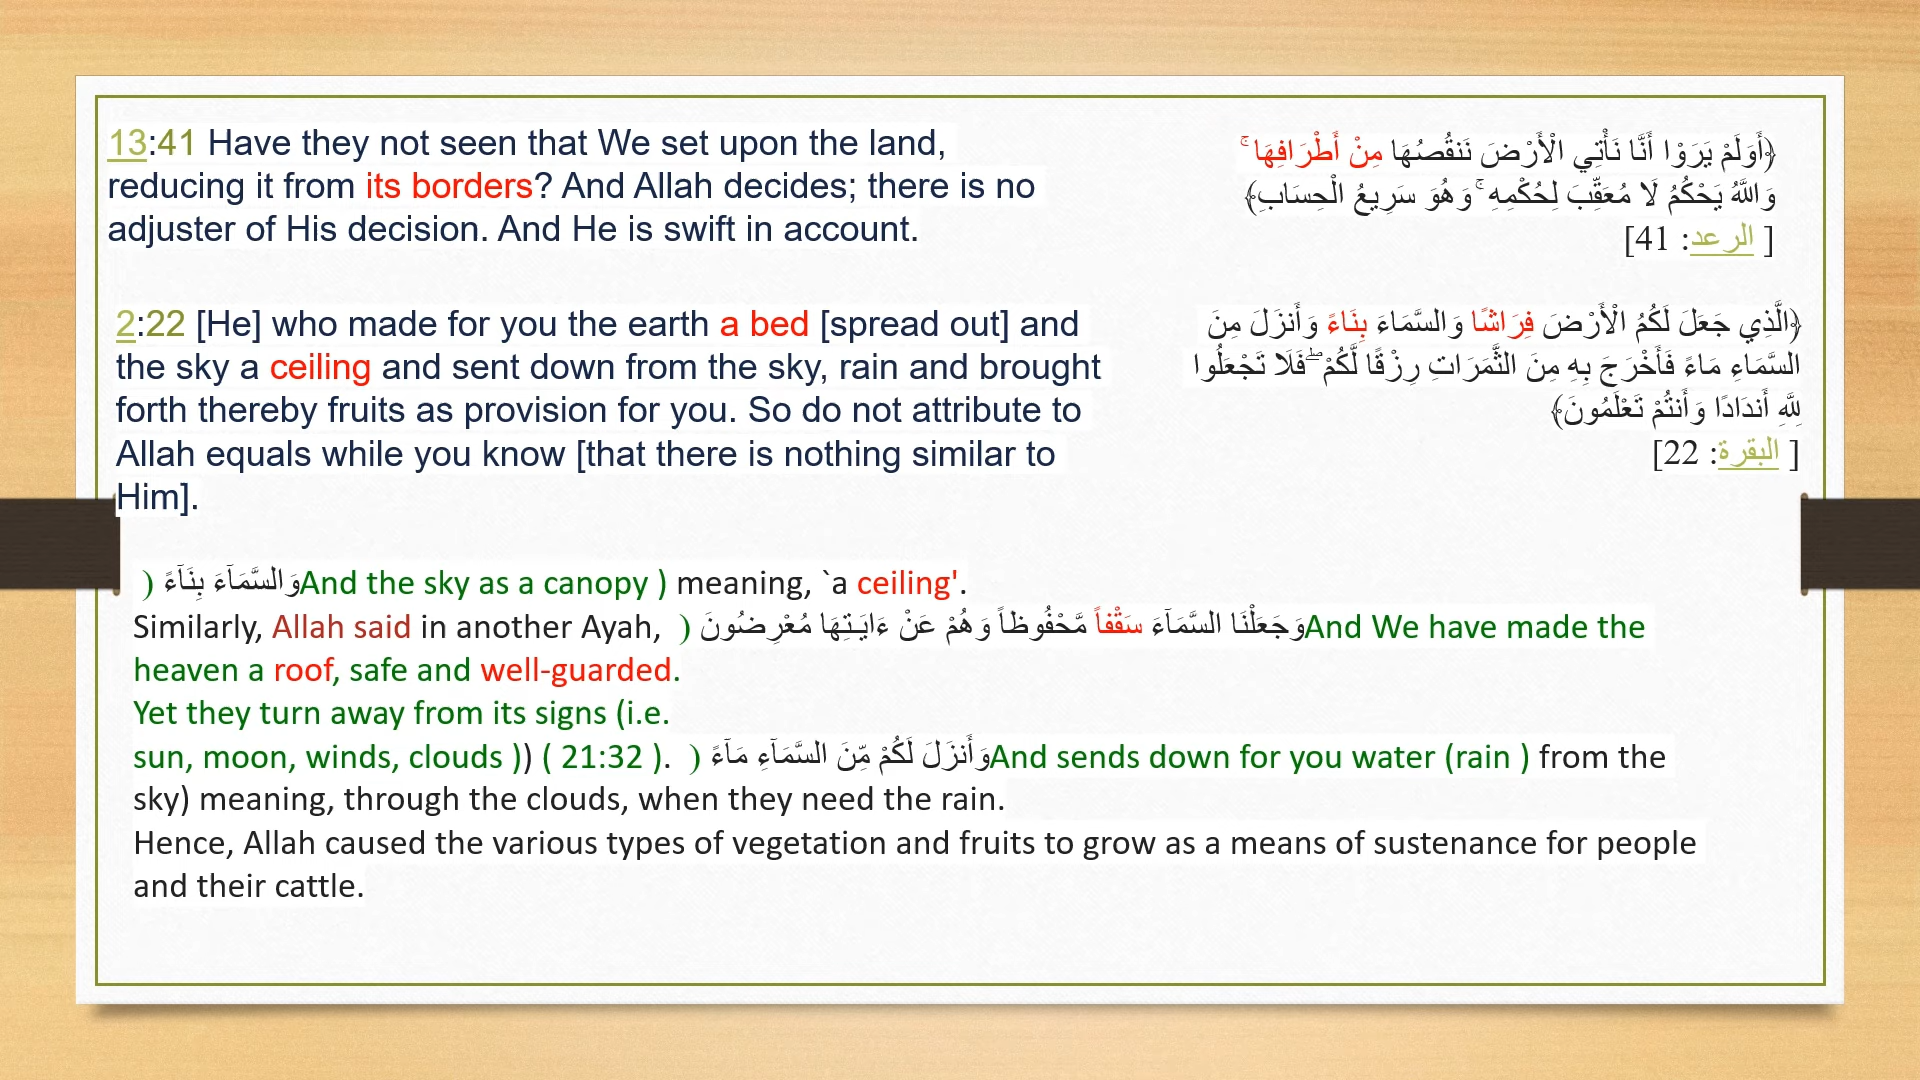 13:41 Have they not seen that We set upon the land,
reducing it from its borders? And Allah decides; there is no
adjuster of His decision. And He is swift in account.
﴿أَوَلَمْ يَرَوْا أَنَّا نَأْتِي الْأَرْضَ نَنقُصُهَا مِنْ أَطْرَافِهَا ۚ
وَاللَّهُ يَحْكُمُ لَا مُعَقِّبَ لِحُكْمِهِ ۚ وَهُوَ سَرِيعُ الْحِسَابِ﴾
[ الرعد: 41]
2:22 [He] who made for you the earth a bed [spread out] and
the sky a ceiling and sent down from the sky, rain and brought
forth thereby fruits as provision for you. So do not attribute to
Allah equals while you know [that there is nothing similar to
Him].
﴿الَّذِي جَعَلَ لَكُمُ الْأَرْضَ فِرَاشًا وَالسَّمَاءَ بِنَاءً وَأَنزَلَ مِنَ
السَّمَاءِ مَاءً فَأَخْرَجَ بِهِ مِنَ الثَّمَرَاتِ رِزْقًا لَّكُمْ ۖ فَلَا تَجْعَلُوا
لِلَّهِ أَندَادًا وَأَنتُمْ تَعْلَمُونَ﴾
[ البقرة: 22]
) وَالسَّمَآءَ بِنَآءً And the sky as a canopy ) meaning, `a ceiling'.
Similarly, Allah said in another Ayah, ) وَجَعَلْنَا السَّمَآءَ سَقْفاً مَّحْفُوظاً وَهُمْ عَنْ ءَايَـتِهَا مُعْرِضُونَ And We have made the
heaven a roof, safe and well-guarded.
Yet they turn away from its signs (i.e.
sun, moon, winds, clouds )) ( 21:32 ). ) وَأَنزَلَ لَكُمْ مِّنَ السَّمَآءِ مَآءً And sends down for you water (rain ) from the
sky) meaning, through the clouds, when they need the rain.
Hence, Allah caused the various types of vegetation and fruits to grow as a means of sustenance for people
and their cattle.